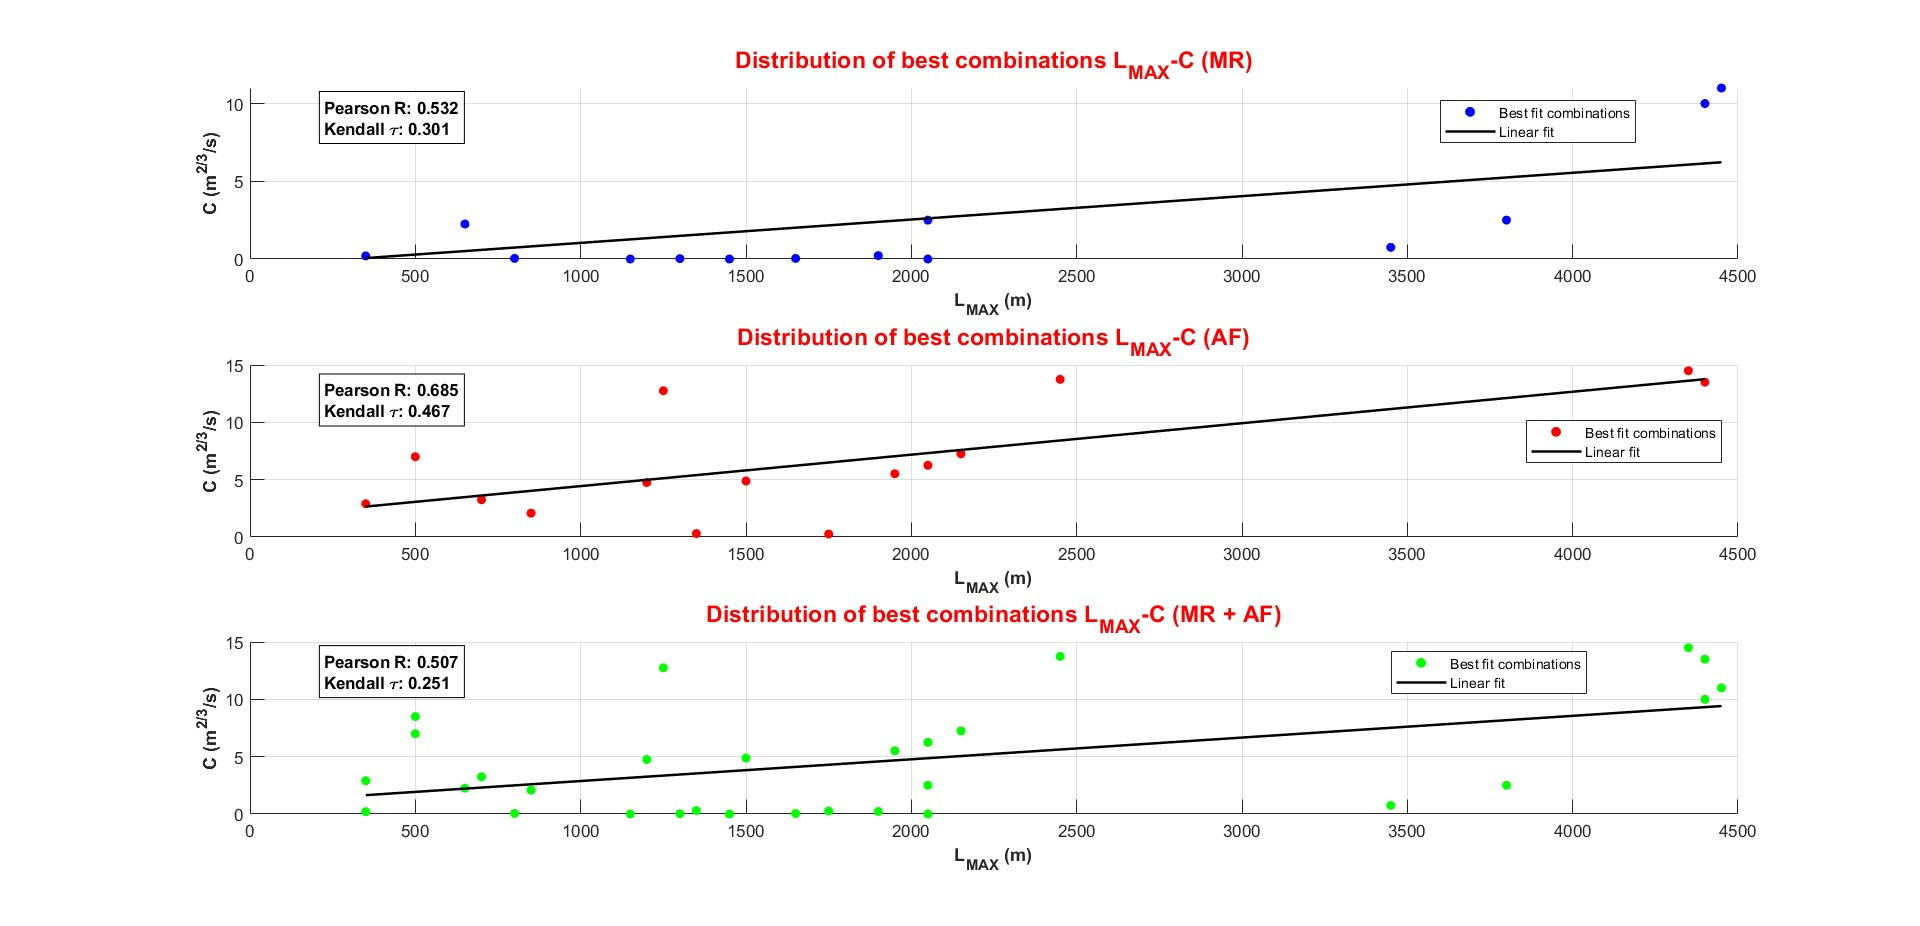 Distribution of best combinations L_MAX-C (MR)
Pearson R: 0.532
Kendall τ: 0.301
Best fit combinations
Linear fit
C (m^2/3/s)
10
5
0
0 500 1000 1500 2000 2500 3000 3500 4000 4500
L_MAX (m)
Distribution of best combinations L_MAX-C (AF)
Pearson R: 0.685
Kendall τ: 0.467
Best fit combinations
Linear fit
C (m^2/3/s)
15
10
5
0
0 500 1000 1500 2000 2500 3000 3500 4000 4500
L_MAX (m)
Distribution of best combinations L_MAX-C (MR + AF)
Pearson R: 0.507
Kendall τ: 0.251
Best fit combinations
Linear fit
C (m^2/3/s)
15
10
5
0
0 500 1000 1500 2000 2500 3000 3500 4000 4500
L_MAX (m)